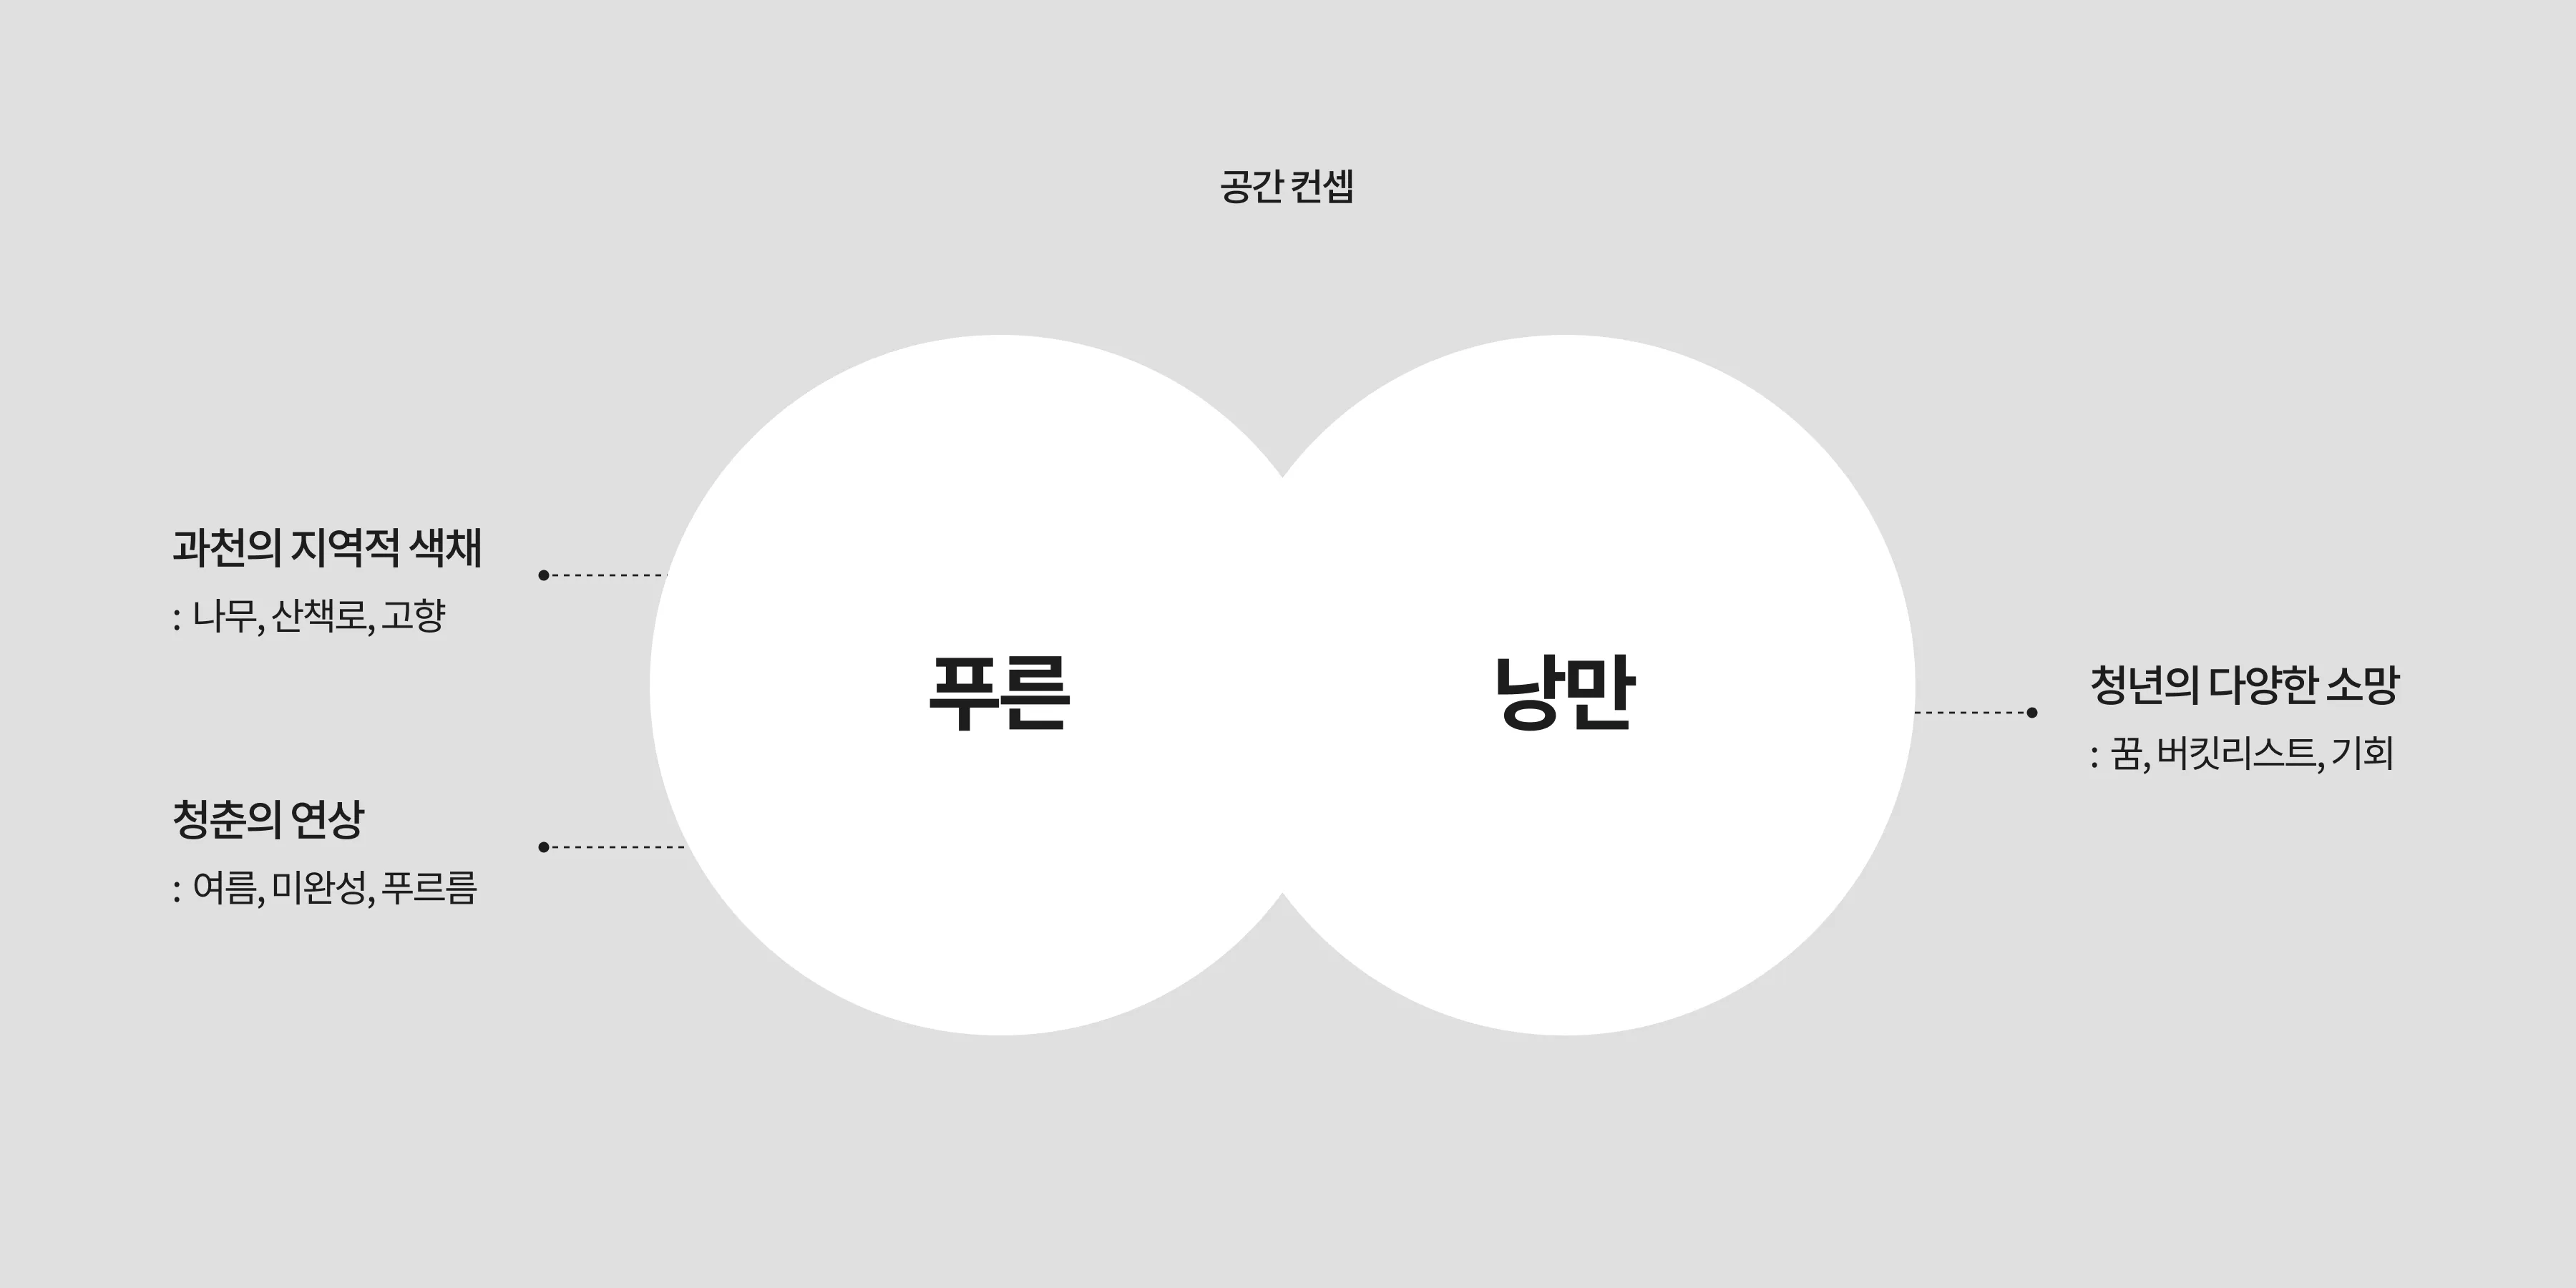 공간 컨셉
과천의 지역적 색채
: 나무, 산책로, 고향
청춘의 연상
: 여름, 미완성, 푸르름
푸른
낭만
청년의 다양한 소망
: 꿈, 버킷리스트, 기회